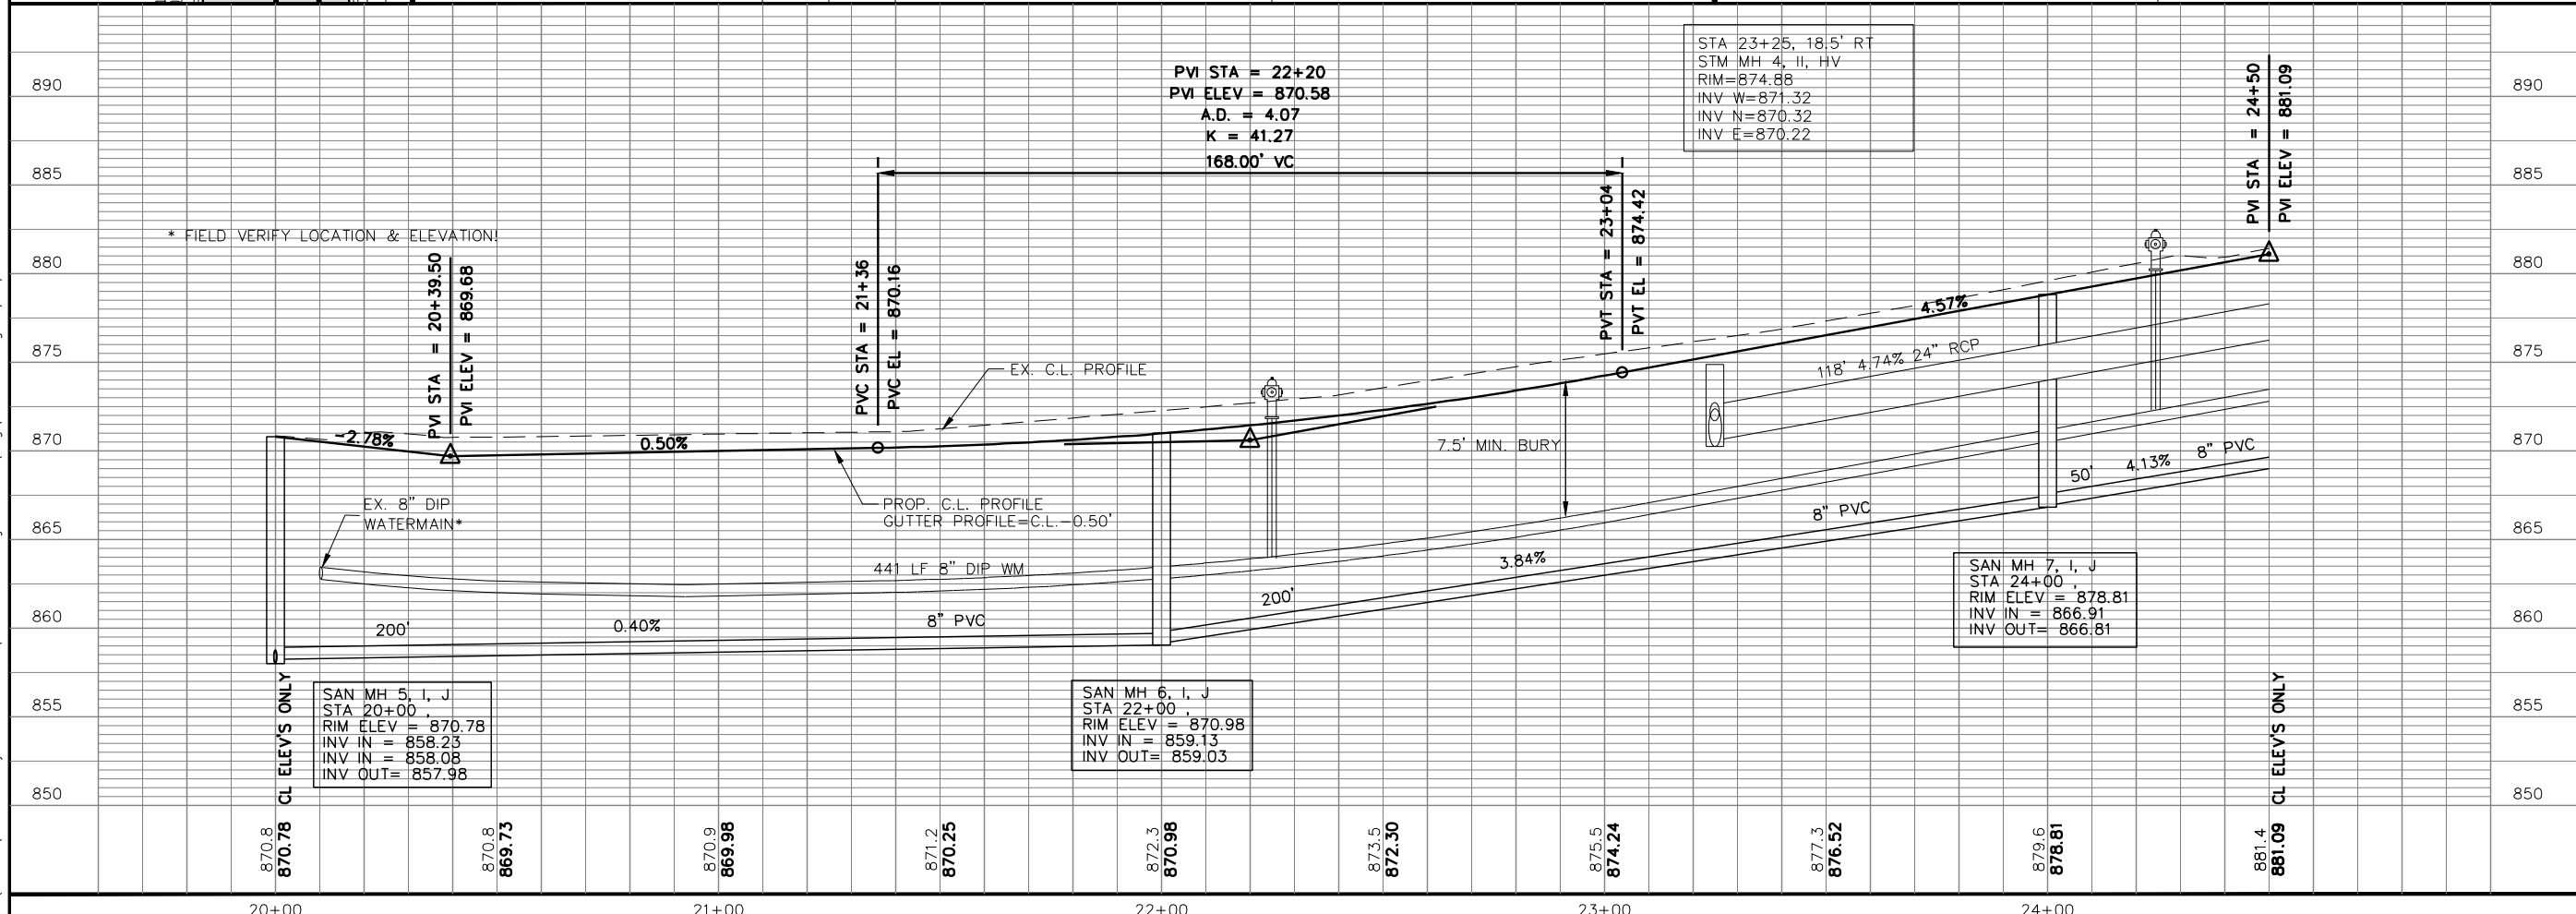 STA 23+25, 18.5' RT
STM MH 4, II, HV
RIM=874.88
INV W=871.32
INV N=870.32
INV E=870.22
PVI STA = 22+20
PVI ELEV = 870.58
A.D. = 4.07
K = 41.27
168.00' VC
PVI STA = 24+50
PVI ELEV = 881.09
890
890
885
885
* FIELD VERIFY LOCATION & ELEVATION!
880
880
PVI STA = 20+39.50
PVI ELEV = 869.68
PVC STA = 21+36
PVC EL = 870.16
PVT STA = 23+04
PVT EL = 874.42
4.57%
875
875
EX. C.L. PROFILE
118' 4.74% 24" RCP
870
870
-2.78%
0.50%
7.5' MIN. BURY
50'
4.13%
8" PVC
EX. 8" DIP
WATERMAIN*
PROP. C.L. PROFILE
GUTTER PROFILE=C.L.-0.50'
8" PVC
865
865
441 LF 8" DIP WM
3.84%
200'
860
860
200'
0.40%
8" PVC
SAN MH 7, I, J
STA 24+00 ,
RIM ELEV = 878.81
INV IN = 866.91
INV OUT= 866.81
855
855
SAN MH 5, I, J
STA 20+00 ,
RIM ELEV = 870.78
INV IN = 858.23
INV IN = 858.08
INV OUT= 857.98
SAN MH 6, I, J
STA 22+00 ,
RIM ELEV = 870.98
INV IN = 859.13
INV OUT= 859.03
CL ELEV'S ONLY
CL ELEV'S ONLY
850
850
870.8
870.78
870.8
869.73
870.9
869.98
871.2
870.25
872.3
870.98
873.5
872.30
875.5
874.24
877.3
876.52
879.6
878.81
881.4
881.09
20+00
21+00
22+00
23+00
24+00